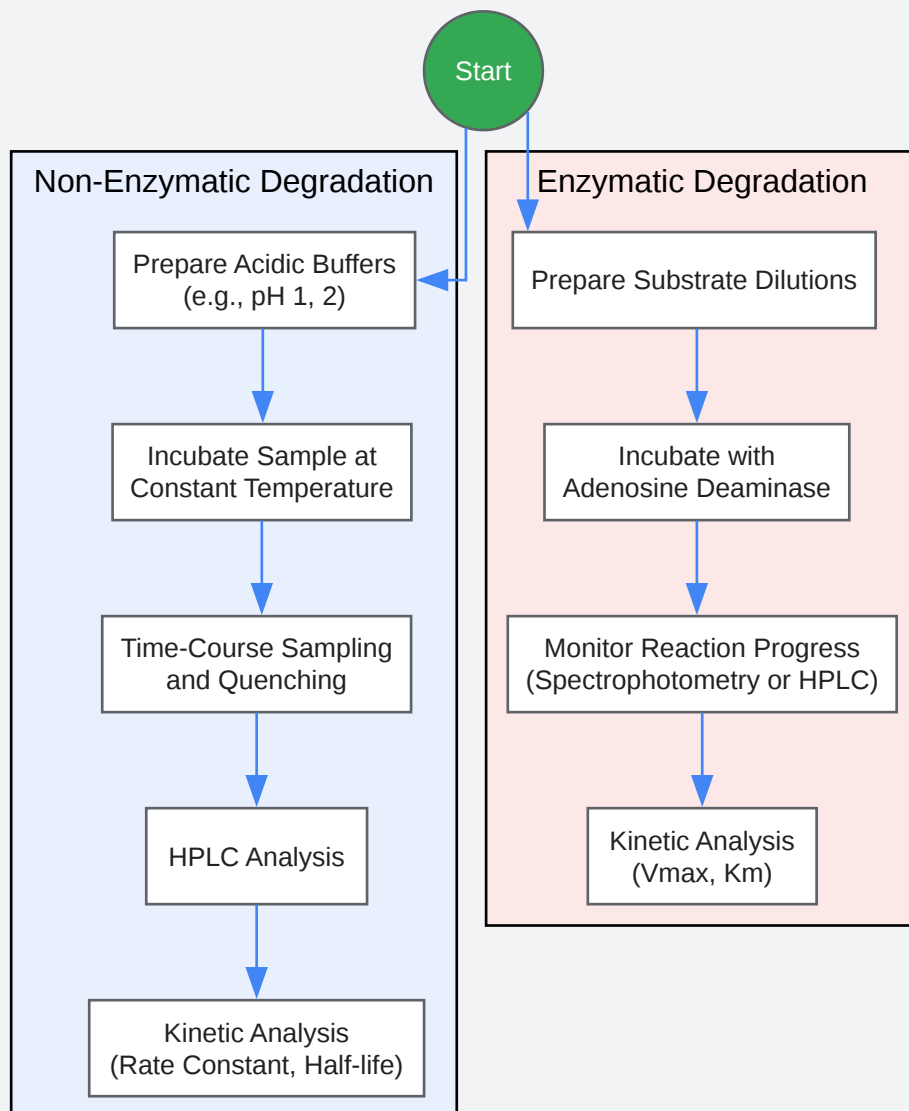 Start
Non-Enzymatic Degradation
Prepare Acidic Buffers
(e.g., pH 1, 2)
Incubate Sample at
Constant Temperature
Time-Course Sampling
and Quenching
HPLC Analysis
Kinetic Analysis
(Rate Constant, Half-life)
Enzymatic Degradation
Prepare Substrate Dilutions
Incubate with
Adenosine Deaminase
Monitor Reaction Progress
(Spectrophotometry or HPLC)
Kinetic Analysis
(Vmax, Km)